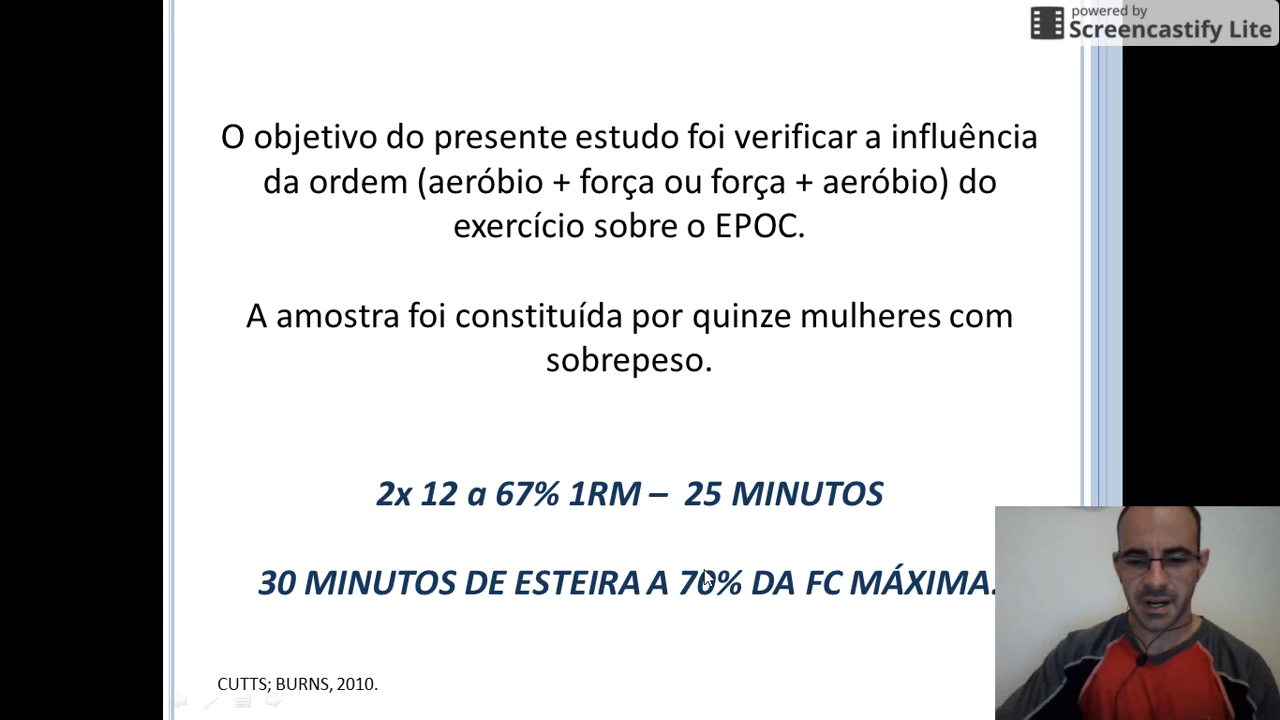 powered by
Screencastify Lite
O objetivo do presente estudo foi verificar a influência
da ordem (aeróbio + força ou força + aeróbio) do
exercício sobre o EPOC.
A amostra foi constituída por quinze mulheres com
sobrepeso.
2x 12 a 67% 1RM – 25 MINUTOS
30 MINUTOS DE ESTEIRA A 70% DA FC MÁXIMA.
CUTTS; BURNS, 2010.